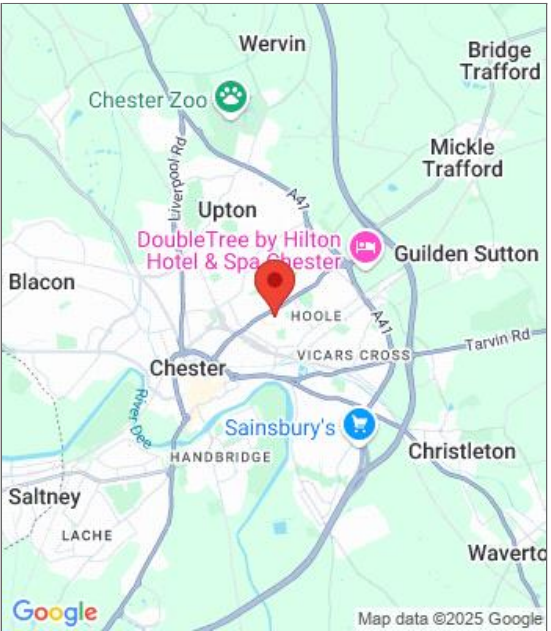 Wervin
Bridge
Trafford
Chester Zoo
Mickle
Trafford
Liverpool Rd
A41
Upton
DoubleTree by Hilton
Hotel & Spa Chester
Guilden Sutton
Blacon
HOOLE
A41
Tarvin Rd
VICARS CROSS
Chester
River Dee
Sainsbury's
Christleton
HANDBRIDGE
Saltney
LACHE
Waverto
Google
Map data ©2025 Google